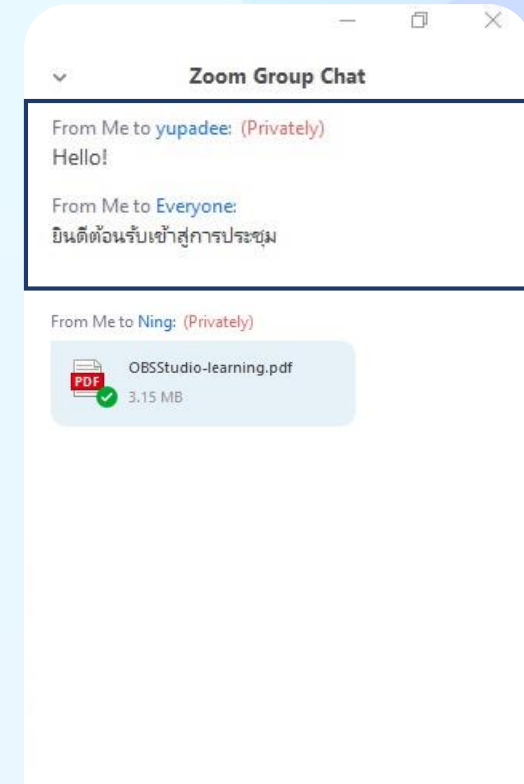 Zoom Group Chat
From Me to yupadee: (Privately)
Hello!
From Me to Everyone:
ยินดีต้อนรับเข้าสู่การประชุม
From Me to Ning: (Privately)
PDF
OBSStudio-learning.pdf
3.15 MB